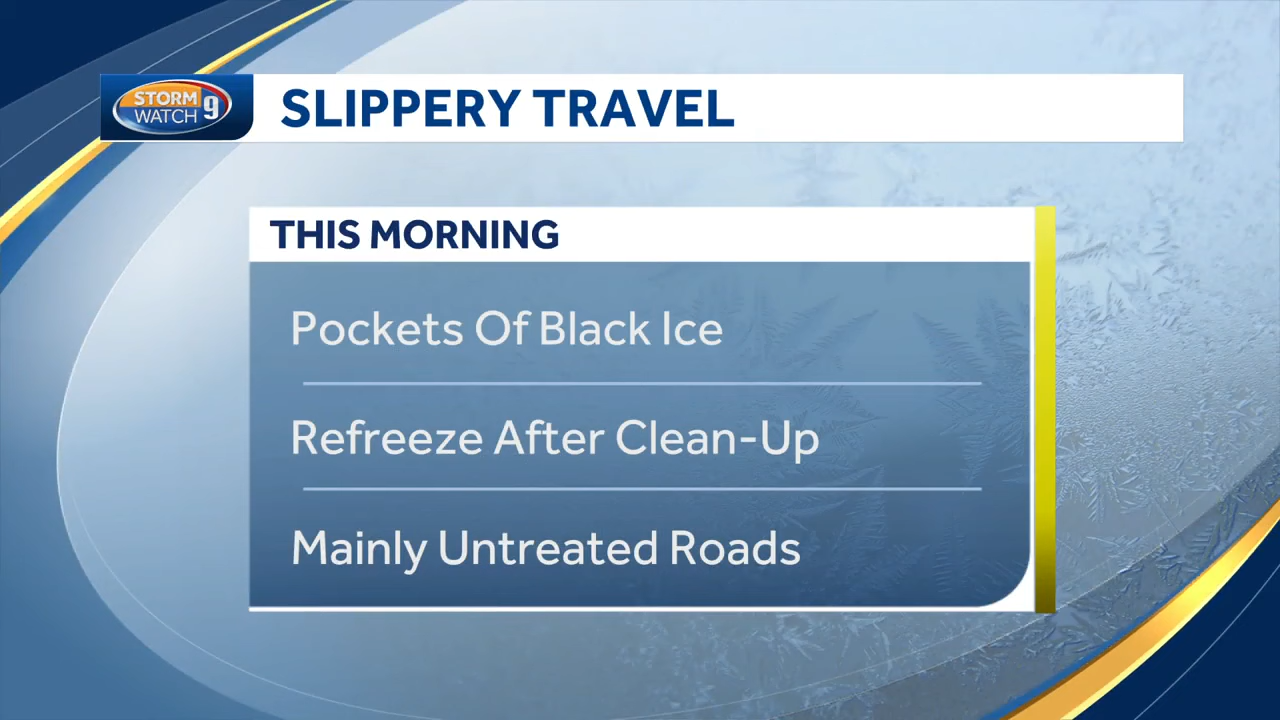 STORM
WATCH 9
SLIPPERY TRAVEL
THIS MORNING
Pockets Of Black Ice
Refreeze After Clean-Up
Mainly Untreated Roads